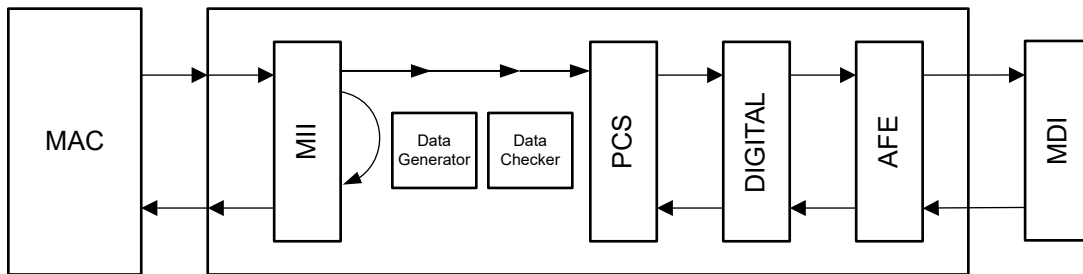 MAC
MII
Data
Generator
Data
Checker
PCS
DIGITAL
AFE
MDI